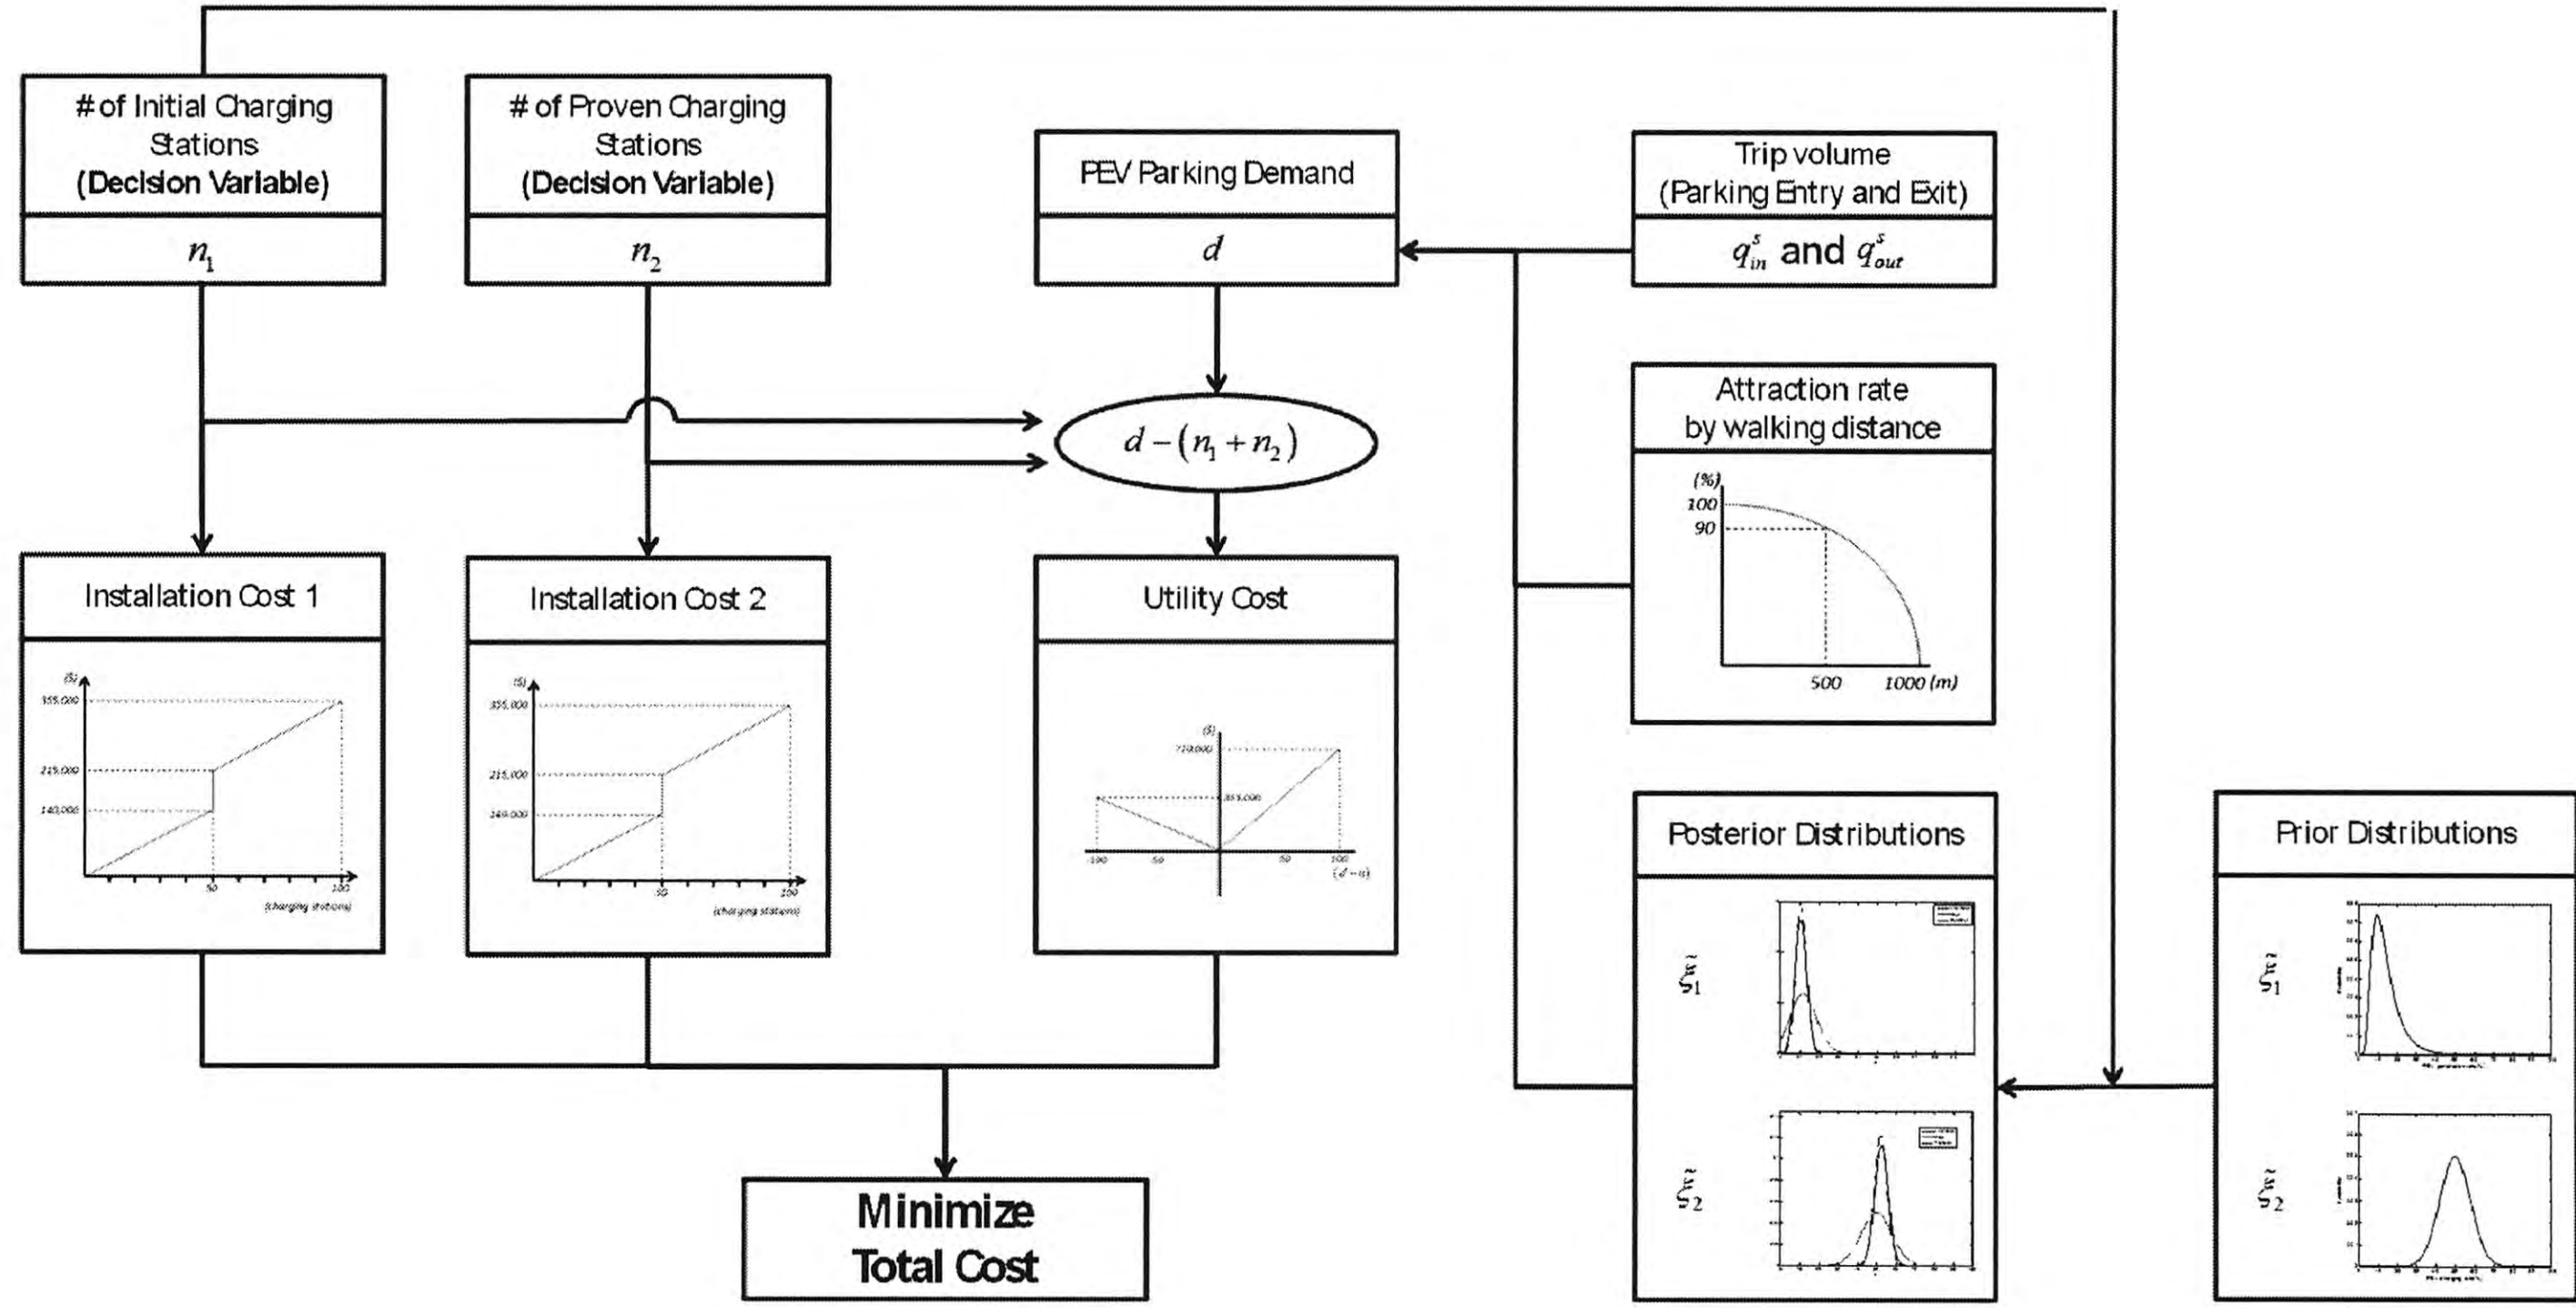 # of Initial Charging
Stations
(Decision Variable)
n₁
# of Proven Charging
Stations
(Decision Variable)
n₂
PEV Parking Demand
d
Trip volume
(Parking Entry and Exit)
qˢᵢₙ and qˢₒᵤₜ
d − (n₁ + n₂)
Attraction rate
by walking distance
(%)
100
90
500
1000 (m)
Installation Cost 1
($)
355,000
215,000
140,000
50
100
(charging stations)
Installation Cost 2
($)
355,000
215,000
140,000
50
100
(charging stations)
Utility Cost
($)
710,000
355,000
-100
-50
50
100
(d−n)
Posterior Distributions
ξ̃₁
ξ̃₂
Prior Distributions
ξ̃₁
ξ̃₂
Minimize
Total Cost